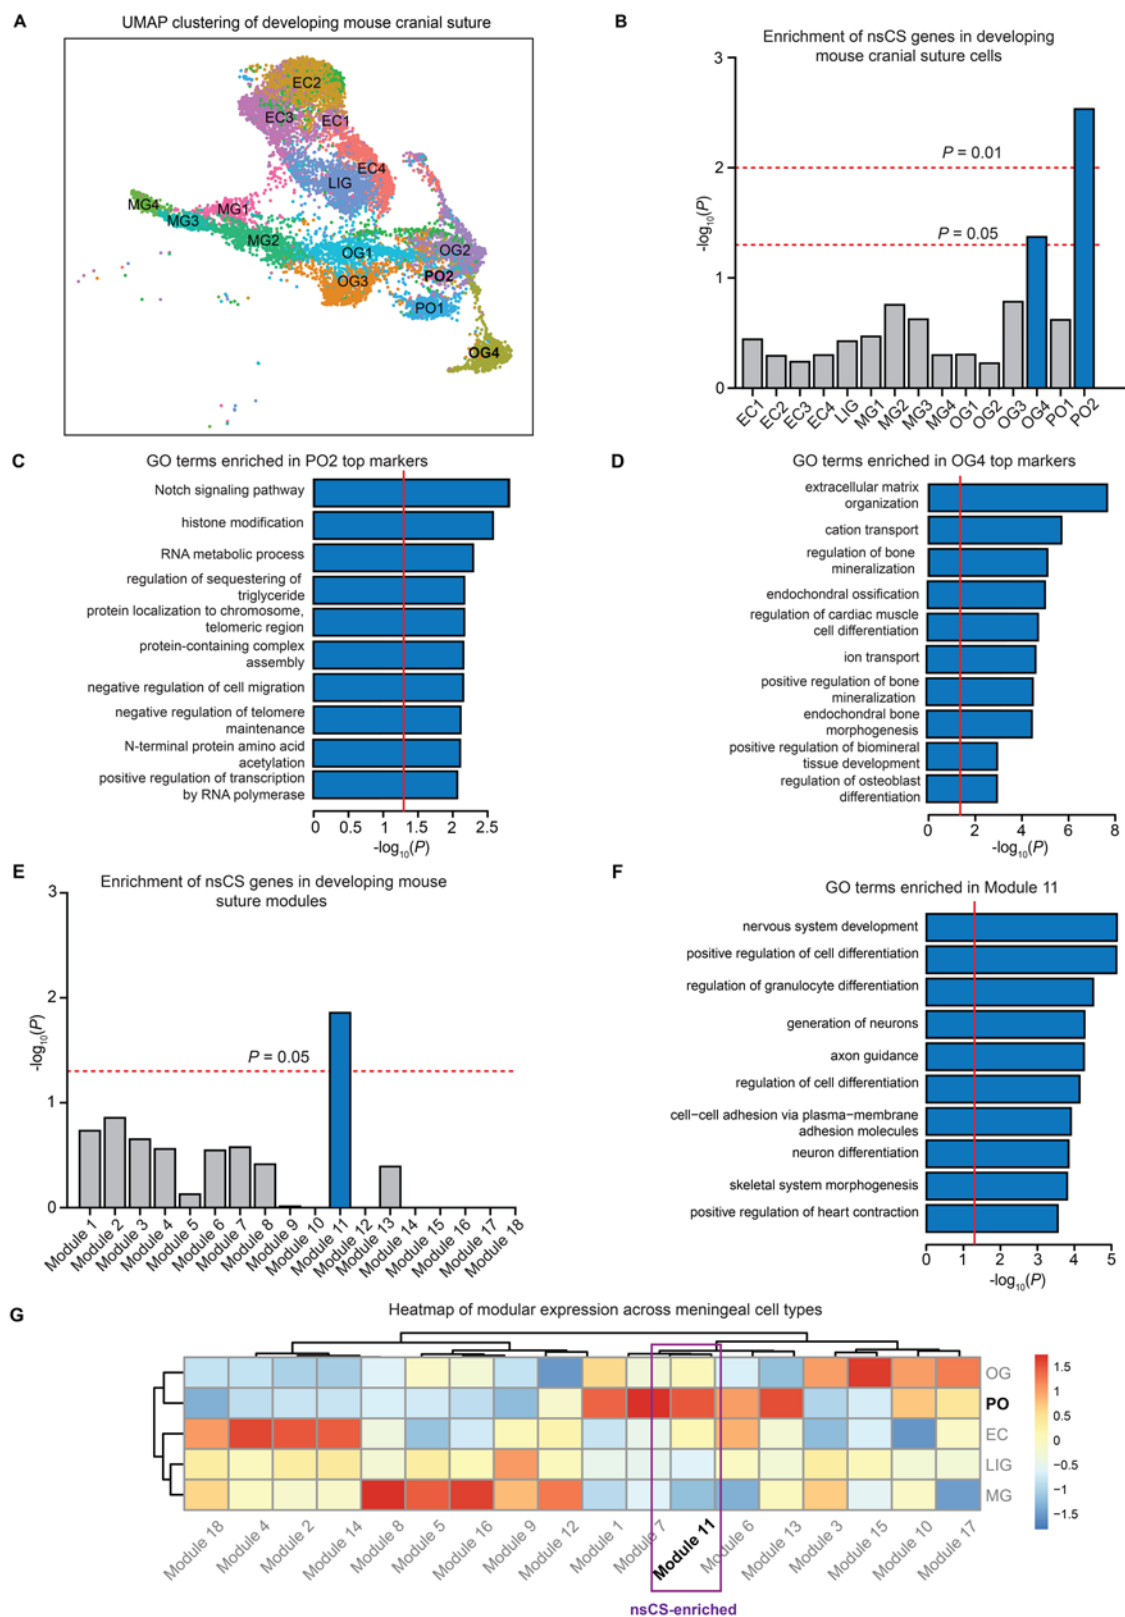 A
UMAP clustering of developing mouse cranial suture
EC2
EC3
EC1
EC4
LIG
MG4
MG3
MG1
MG2
OG1
OG2
PO2
OG3
PO1
OG4
B
Enrichment of nsCS genes in developing
mouse cranial suture cells
3
2
1
0
-log10(P)
P = 0.01
P = 0.05
EC1
EC2
EC3
EC4
LIG
MG1
MG2
MG3
MG4
OG1
OG2
OG3
OG4
PO1
PO2
C
GO terms enriched in PO2 top markers
Notch signaling pathway
histone modification
RNA metabolic process
regulation of sequestering of
triglyceride
protein localization to chromosome,
telomeric region
protein-containing complex
assembly
negative regulation of cell migration
negative regulation of telomere
maintenance
N-terminal protein amino acid
acetylation
positive regulation of transcription
by RNA polymerase
0 0.5 1 1.5 2 2.5
-log10(P)
D
GO terms enriched in OG4 top markers
extracellular matrix
organization
cation transport
regulation of bone
mineralization
endochondral ossification
regulation of cardiac muscle
cell differentiation
ion transport
positive regulation of bone
mineralization
endochondral bone
morphogenesis
positive regulation of biomineral
tissue development
regulation of osteoblast
differentiation
0 2 4 6 8
-log10(P)
E
Enrichment of nsCS genes in developing mouse
suture modules
3
2
1
0
-log10(P)
P = 0.05
Module 1
Module 2
Module 3
Module 4
Module 5
Module 6
Module 7
Module 8
Module 9
Module 10
Module 11
Module 12
Module 13
Module 14
Module 15
Module 16
Module 17
Module 18
F
GO terms enriched in Module 11
nervous system development
positive regulation of cell differentiation
regulation of granulocyte differentiation
generation of neurons
axon guidance
regulation of cell differentiation
cell−cell adhesion via plasma−membrane
adhesion molecules
neuron differentiation
skeletal system morphogenesis
positive regulation of heart contraction
0 1 2 3 4 5
-log10(P)
G
Heatmap of modular expression across meningeal cell types
OG
PO
EC
LIG
MG
1.5
1
0.5
0
−0.5
−1
−1.5
Module 18
Module 4
Module 2
Module 14
Module 8
Module 5
Module 16
Module 9
Module 12
Module 1
Module 7
Module 11
Module 6
Module 13
Module 3
Module 15
Module 10
Module 17
nsCS-enriched